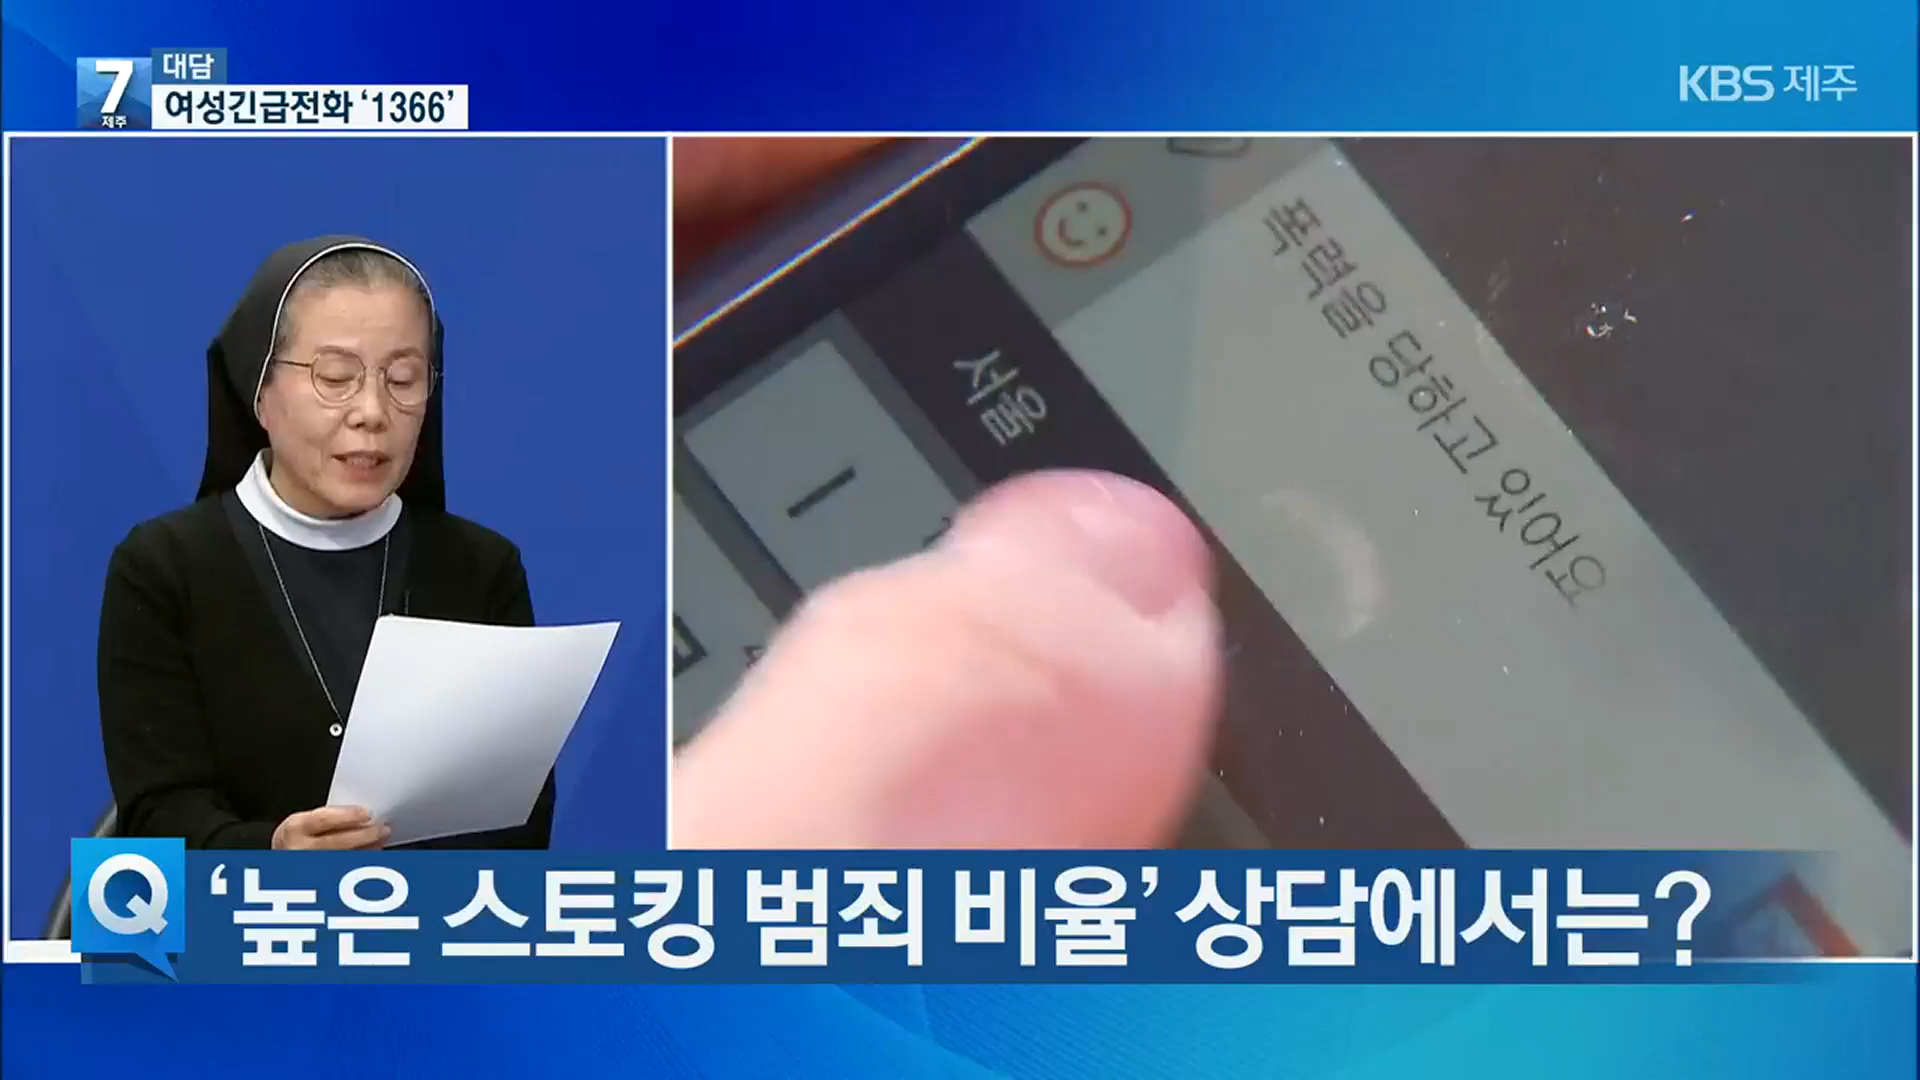 7
제주
대담
여성긴급전화 ‘1366’
KBS 제주
폭력을 당하고 있어요
서울
ㅣ
Q
‘높은 스토킹 범죄 비율’ 상담에서는?